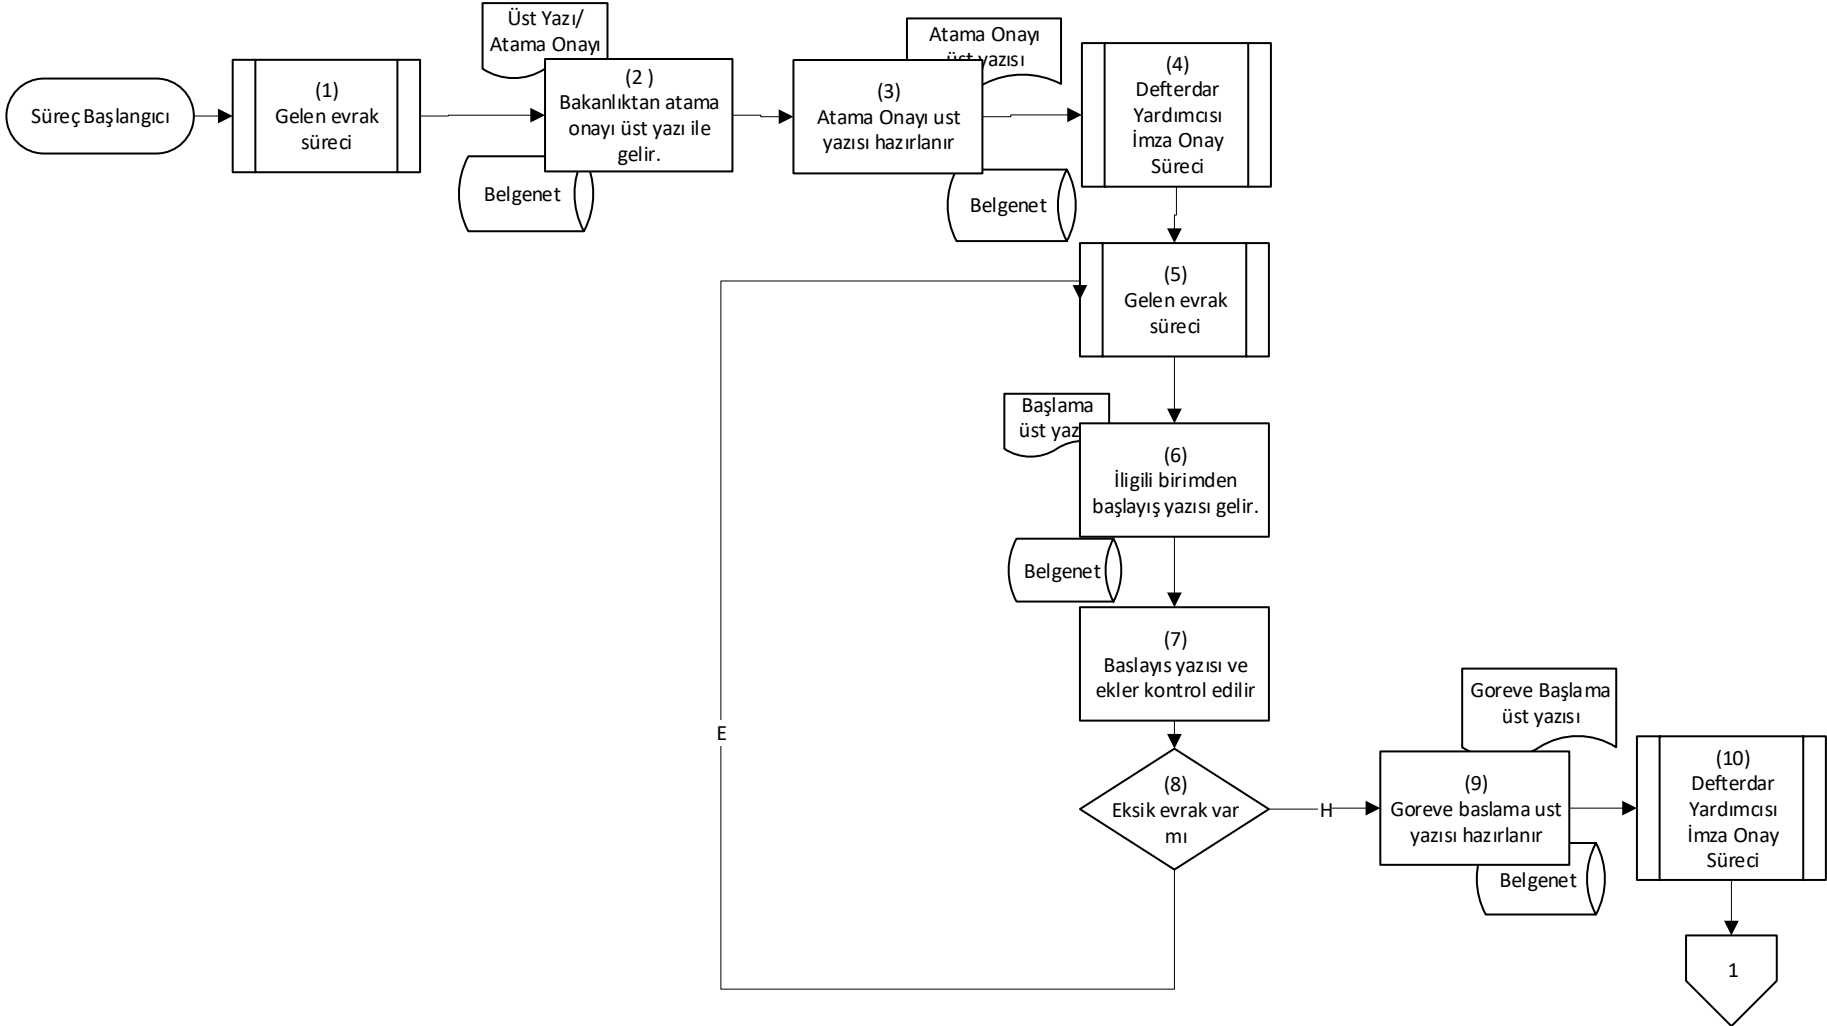 Süreç Başlangıcı
(1)
Gelen evrak
süreci
Üst Yazı/
Atama Onayı
(2 )
Bakanlıktan atama
onayı üst yazı ile
gelir.
Belgenet
Atama Onayı
üst yazısı
(3)
Atama Onayı ust
yazısı hazırlanır
Belgenet
(4)
Defterdar
Yardımcısı
İmza Onay
Süreci
(5)
Gelen evrak
süreci
Başlama
üst yaz
(6)
İligili birimden
başlayış yazısı gelir.
Belgenet
(7)
Baslayıs yazısı ve
ekler kontrol edilir
E
(8)
Eksik evrak var
mı
H
Goreve Başlama
üst yazısı
(9)
Goreve baslama ust
yazısı hazırlanır
Belgenet
(10)
Defterdar
Yardımcısı
İmza Onay
Süreci
1